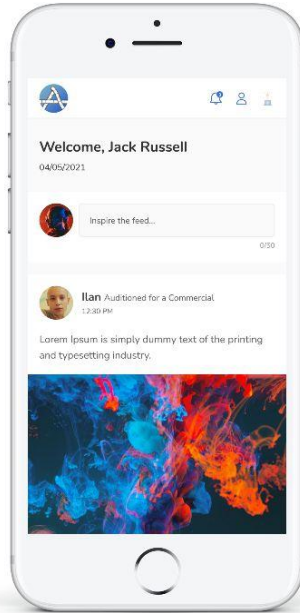 Welcome, Jack Russell
04/05/2021
Inspire the feed...
0/50
Ilan Auditioned for a Commercial
12:30 PM
Lorem Ipsum is simply dummy text of the printing
and typesetting industry.